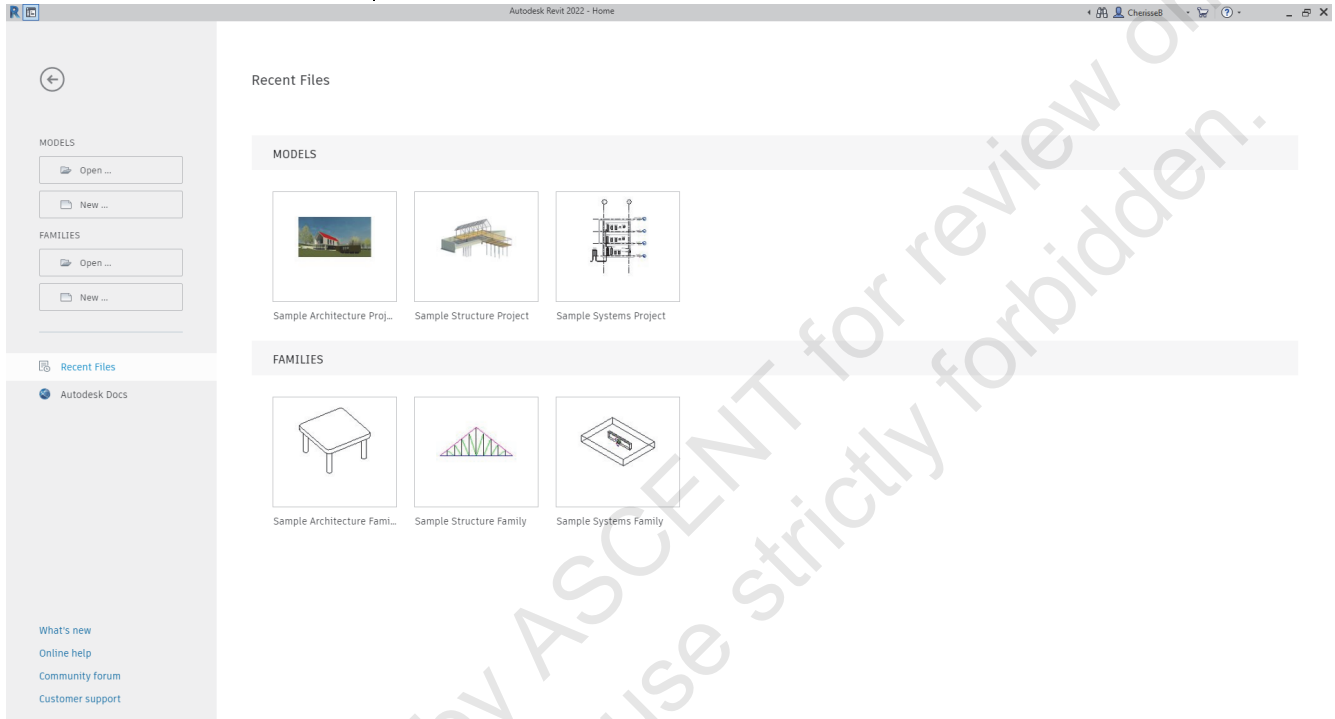 R
Autodesk Revit 2022 - Home
CherisseB
Recent Files
MODELS
Open ...
New ...
FAMILIES
Open ...
New ...
Recent Files
Autodesk Docs
What's new
Online help
Community forum
Customer support
MODELS
Sample Architecture Proj...
Sample Structure Project
Sample Systems Project
FAMILIES
Sample Architecture Fami...
Sample Structure Family
Sample Systems Family
by ASCENT for review on
use strictly forbidden.